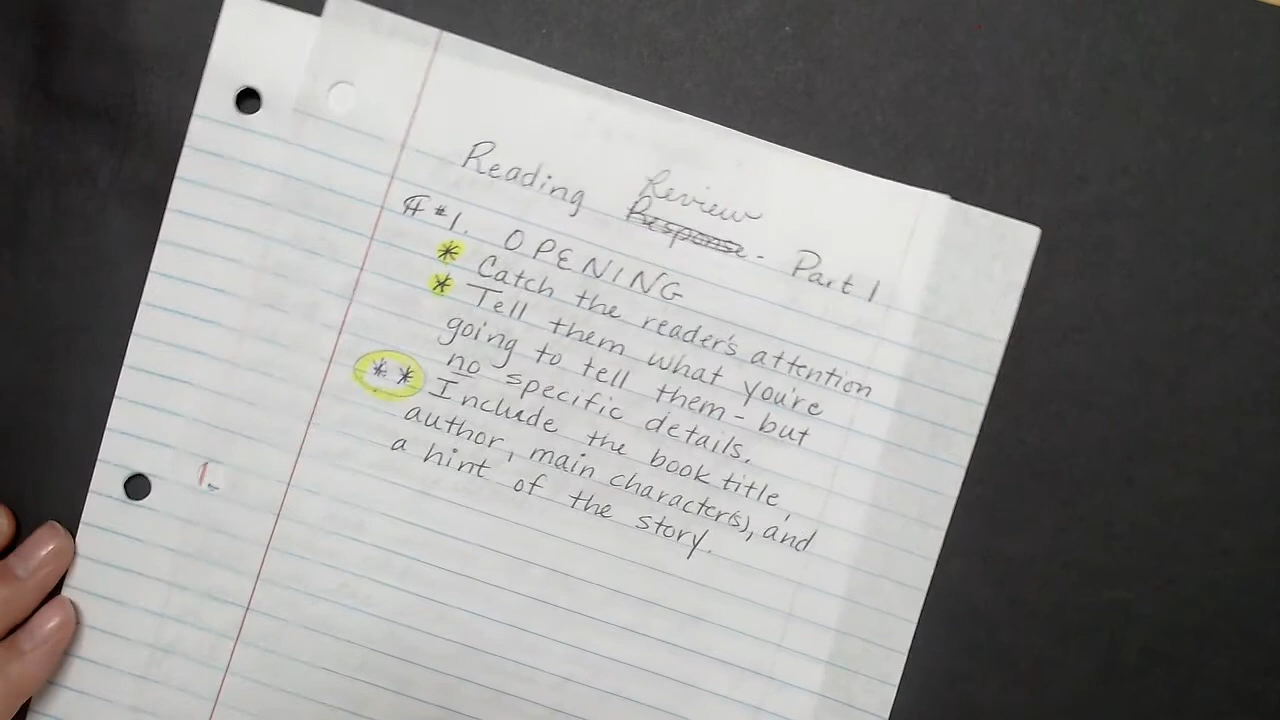 Reading Review Response - Part 1
¶ #1. OPENING
* Catch the reader's attention
* Tell them what you're
going to tell them - but
no specific details.
** Include the book title,
author, main character(s), and
a hint of the story.
1.